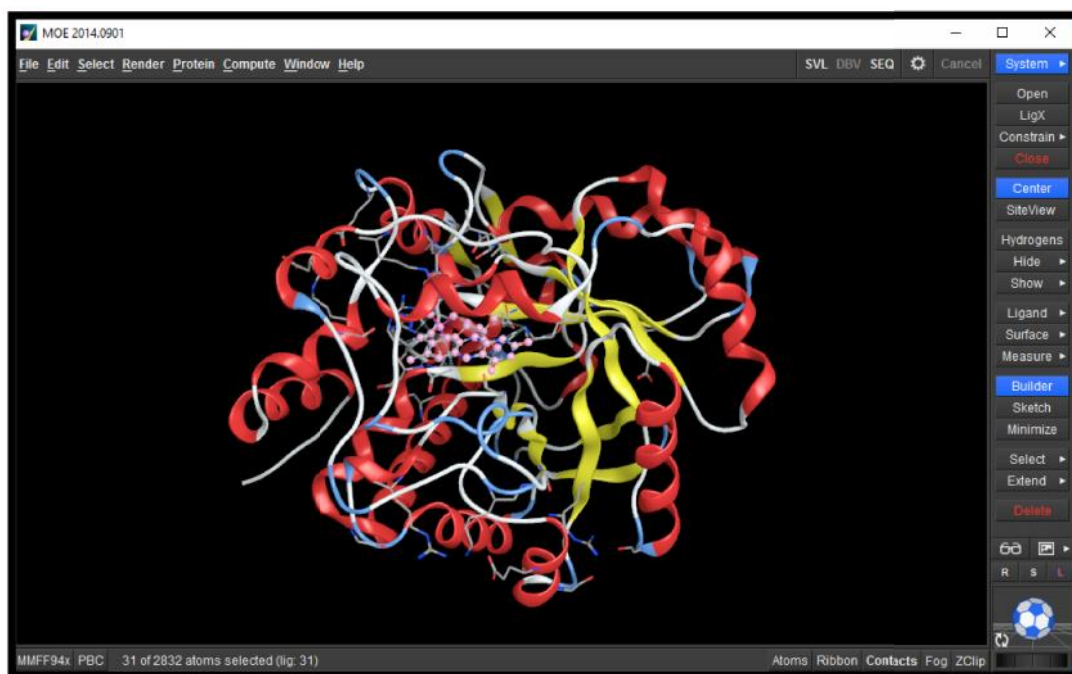 MOE 2014.0901
File Edit Select Render Protein Compute Window Help
SVL DBV SEQ Cancel
System
Open
LigX
Constrain
Close
Center
SiteView
Hydrogens
Hide
Show
Ligand
Surface
Measure
Builder
Sketch
Minimize
Select
Extend
Delete
R S L
MMFF94x PBC 31 of 2832 atoms selected (lig: 31)
Atoms Ribbon Contacts Fog ZClip